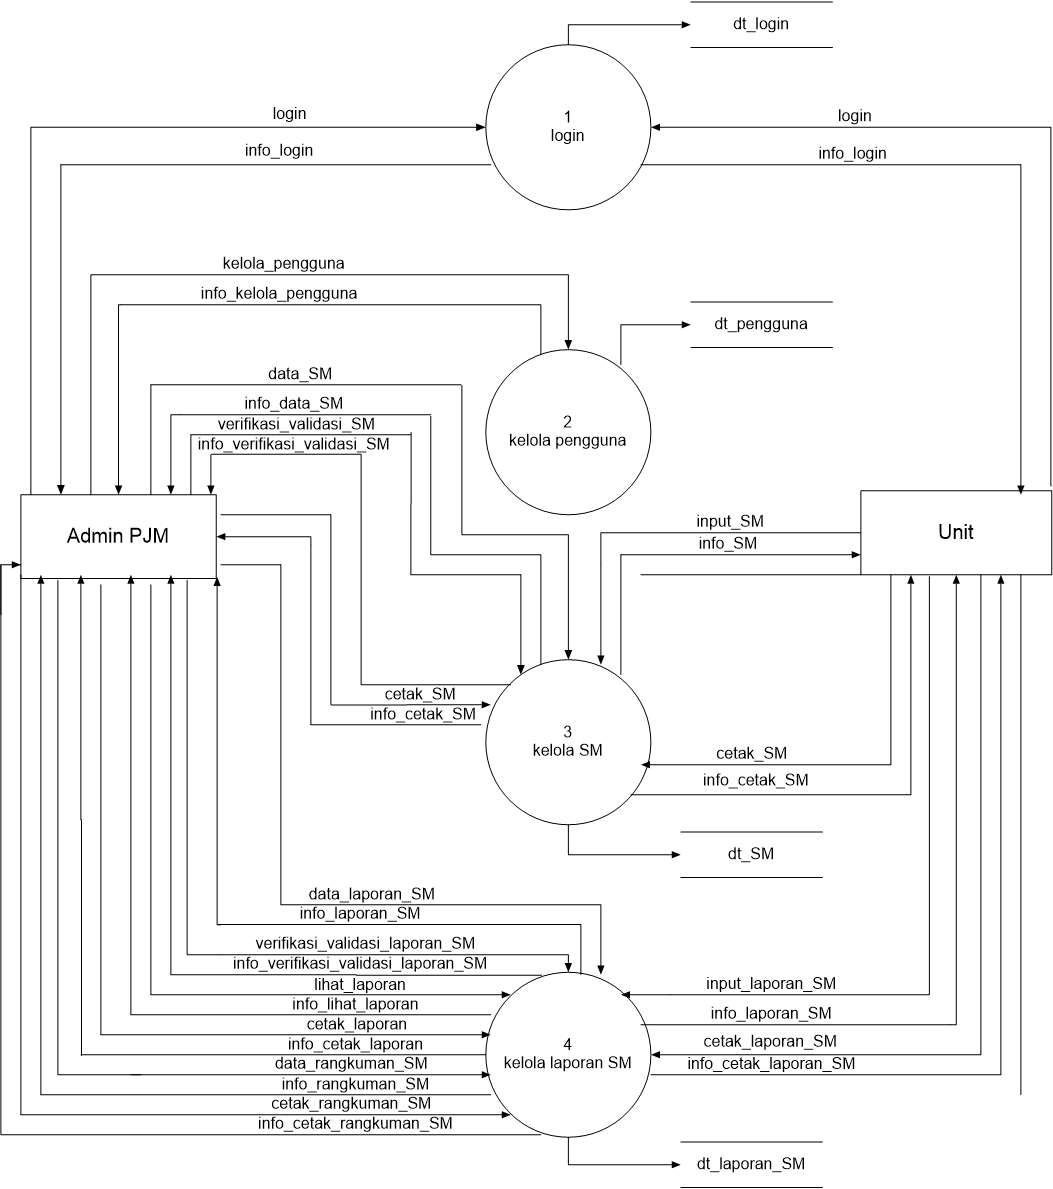 dt_login
1
login
login
login
info_login
info_login
kelola_pengguna
info_kelola_pengguna
dt_pengguna
data_SM
info_data_SM
verifikasi_validasi_SM
info_verifikasi_validasi_SM
2
kelola pengguna
Admin PJM
Unit
input_SM
info_SM
cetak_SM
info_cetak_SM
3
kelola SM
cetak_SM
info_cetak_SM
dt_SM
data_laporan_SM
info_laporan_SM
verifikasi_validasi_laporan_SM
info_verifikasi_validasi_laporan_SM
lihat_laporan
info_lihat_laporan
cetak_laporan
info_cetak_laporan
data_rangkuman_SM
info_rangkuman_SM
cetak_rangkuman_SM
info_cetak_rangkuman_SM
4
kelola laporan SM
input_laporan_SM
info_laporan_SM
cetak_laporan_SM
info_cetak_laporan_SM
dt_laporan_SM